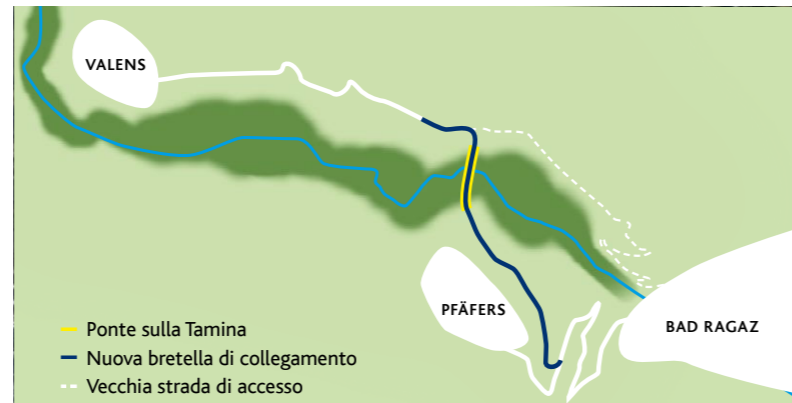 VALENS
PFÄFERS
BAD RAGAZ
Ponte sulla Tamina
Nuova bretella di collegamento
Vecchia strada di accesso